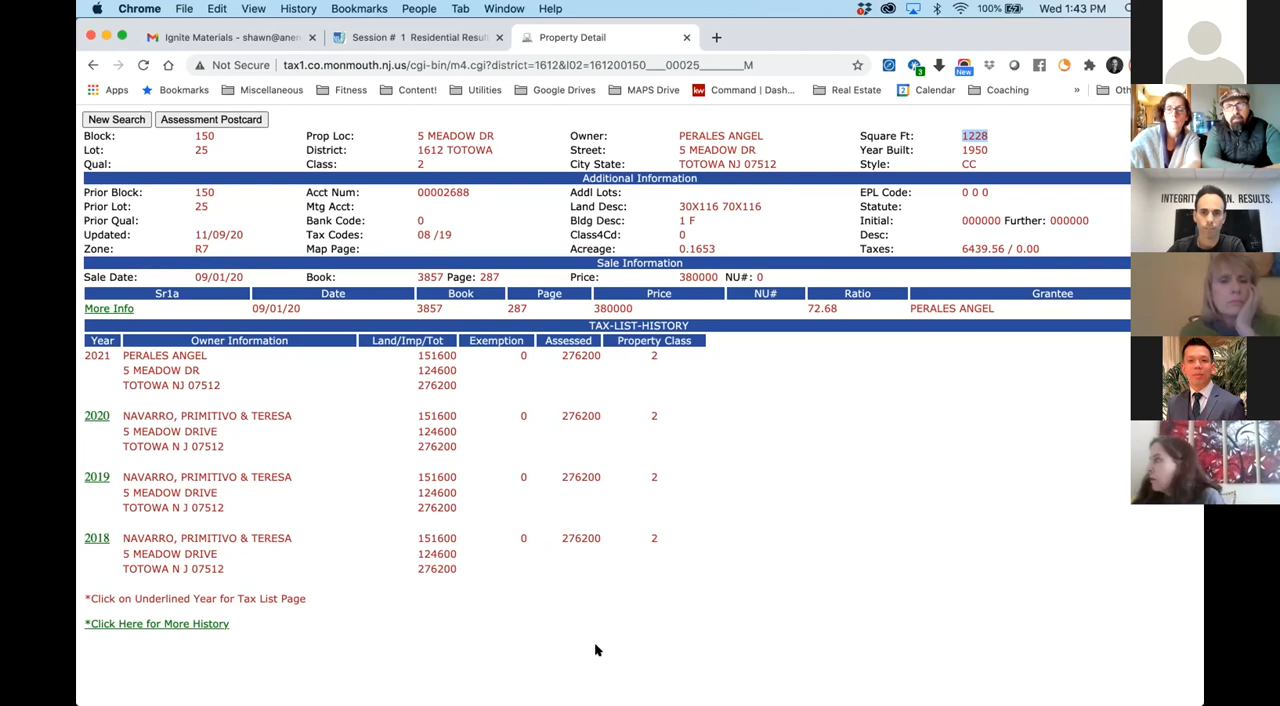 Chrome File Edit View History Bookmarks People Tab Window Help 100% Wed 1:43 PM
Ignite Materials - shawn@anen Session # 1 Residential Resul Property Detail
Not Secure tax1.co.monmouth.nj.us/cgi-bin/m4.cgi?district=1612&l02=161200150____00025_______M
Apps Bookmarks Miscellaneous Fitness Content! Utilities Google Drives MAPS Drive kw Command | Dash... Real Estate 2 Calendar Coaching » Ot
3 New
New Search Assessment Postcard
Block: 150 Prop Loc: 5 MEADOW DR Owner: PERALES ANGEL Square Ft: 1228
Lot: 25 District: 1612 TOTOWA Street: 5 MEADOW DR Year Built: 1950
Qual: Class: 2 City State: TOTOWA NJ 07512 Style: CC
Additional Information
Prior Block: 150 Acct Num: 00002688 Addl Lots: EPL Code: 0 0 0
Prior Lot: 25 Mtg Acct: Land Desc: 30X116 70X116 Statute:
Prior Qual: Bank Code: 0 Bldg Desc: 1 F Initial: 000000 Further: 000000
Updated: 11/09/20 Tax Codes: 08 /19 Class4Cd: 0 Desc:
Zone: R7 Map Page: Acreage: 0.1653 Taxes: 6439.56 / 0.00
Sale Information
Sale Date: 09/01/20 Book: 3857 Page: 287 Price: 380000 NU#: 0
Sr1a Date Book Page Price NU# Ratio Grantee
More Info 09/01/20 3857 287 380000 72.68 PERALES ANGEL
TAX-LIST-HISTORY
Year Owner Information Land/Imp/Tot Exemption Assessed Property Class
2021 PERALES ANGEL 151600 0 276200 2
5 MEADOW DR 124600
TOTOWA NJ 07512 276200
2020 NAVARRO, PRIMITIVO & TERESA 151600 0 276200 2
5 MEADOW DRIVE 124600
TOTOWA N J 07512 276200
2019 NAVARRO, PRIMITIVO & TERESA 151600 0 276200 2
5 MEADOW DRIVE 124600
TOTOWA N J 07512 276200
2018 NAVARRO, PRIMITIVO & TERESA 151600 0 276200 2
5 MEADOW DRIVE 124600
TOTOWA N J 07512 276200
*Click on Underlined Year for Tax List Page
*Click Here for More History
INTEGRIT EN. RESULTS.